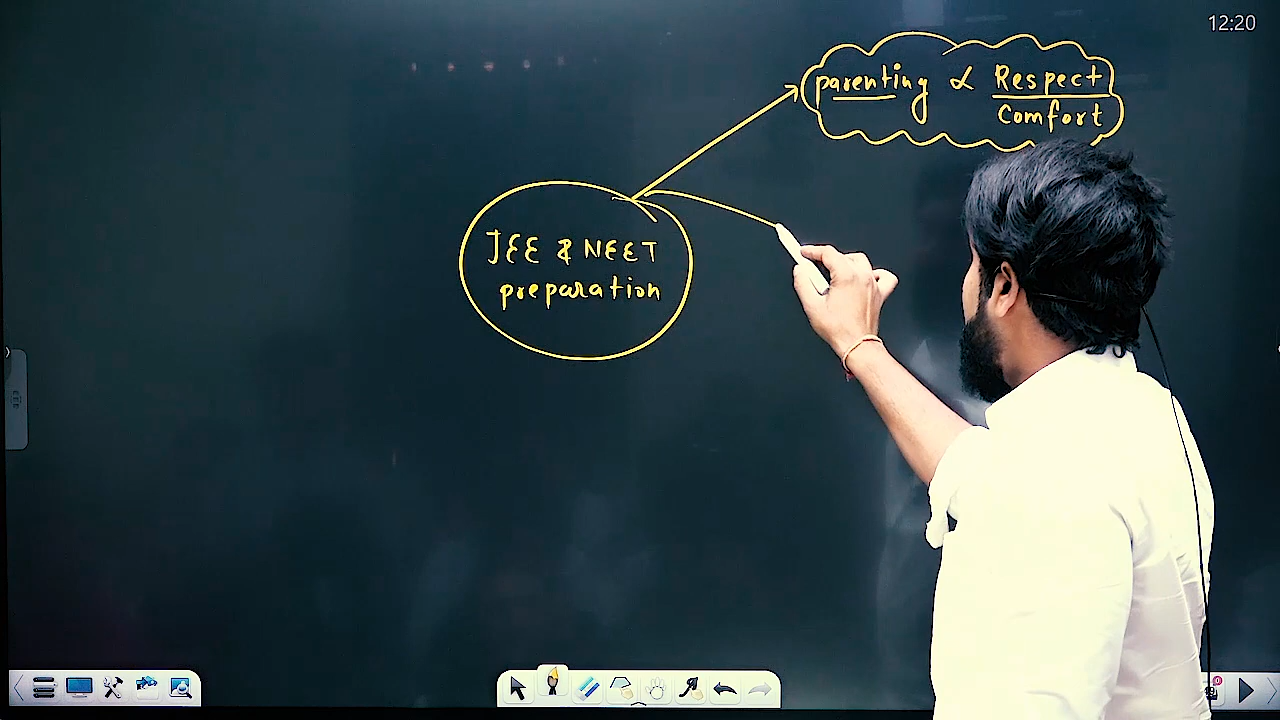 12:20
parenting ∝ Respect
Comfort
JEE & NEET
preparation